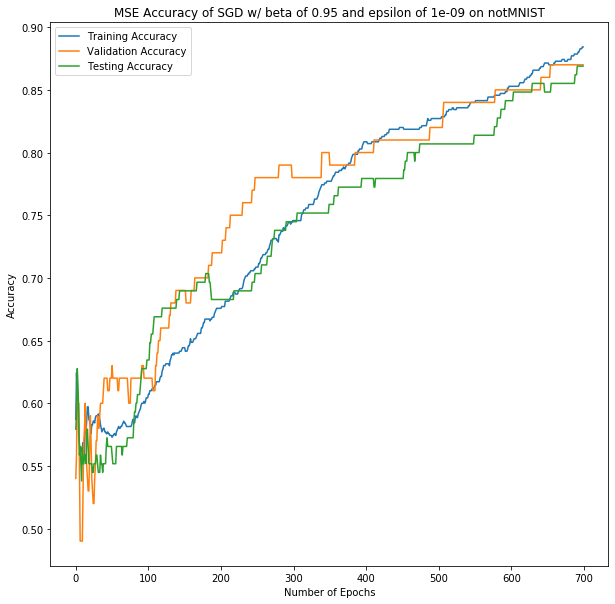 MSE Accuracy of SGD w/ beta of 0.95 and epsilon of 1e-09 on notMNIST
Training Accuracy
Validation Accuracy
Testing Accuracy
Accuracy
0.90
0.85
0.80
0.75
0.70
0.65
0.60
0.55
0.50
0 100 200 300 400 500 600 700
Number of Epochs